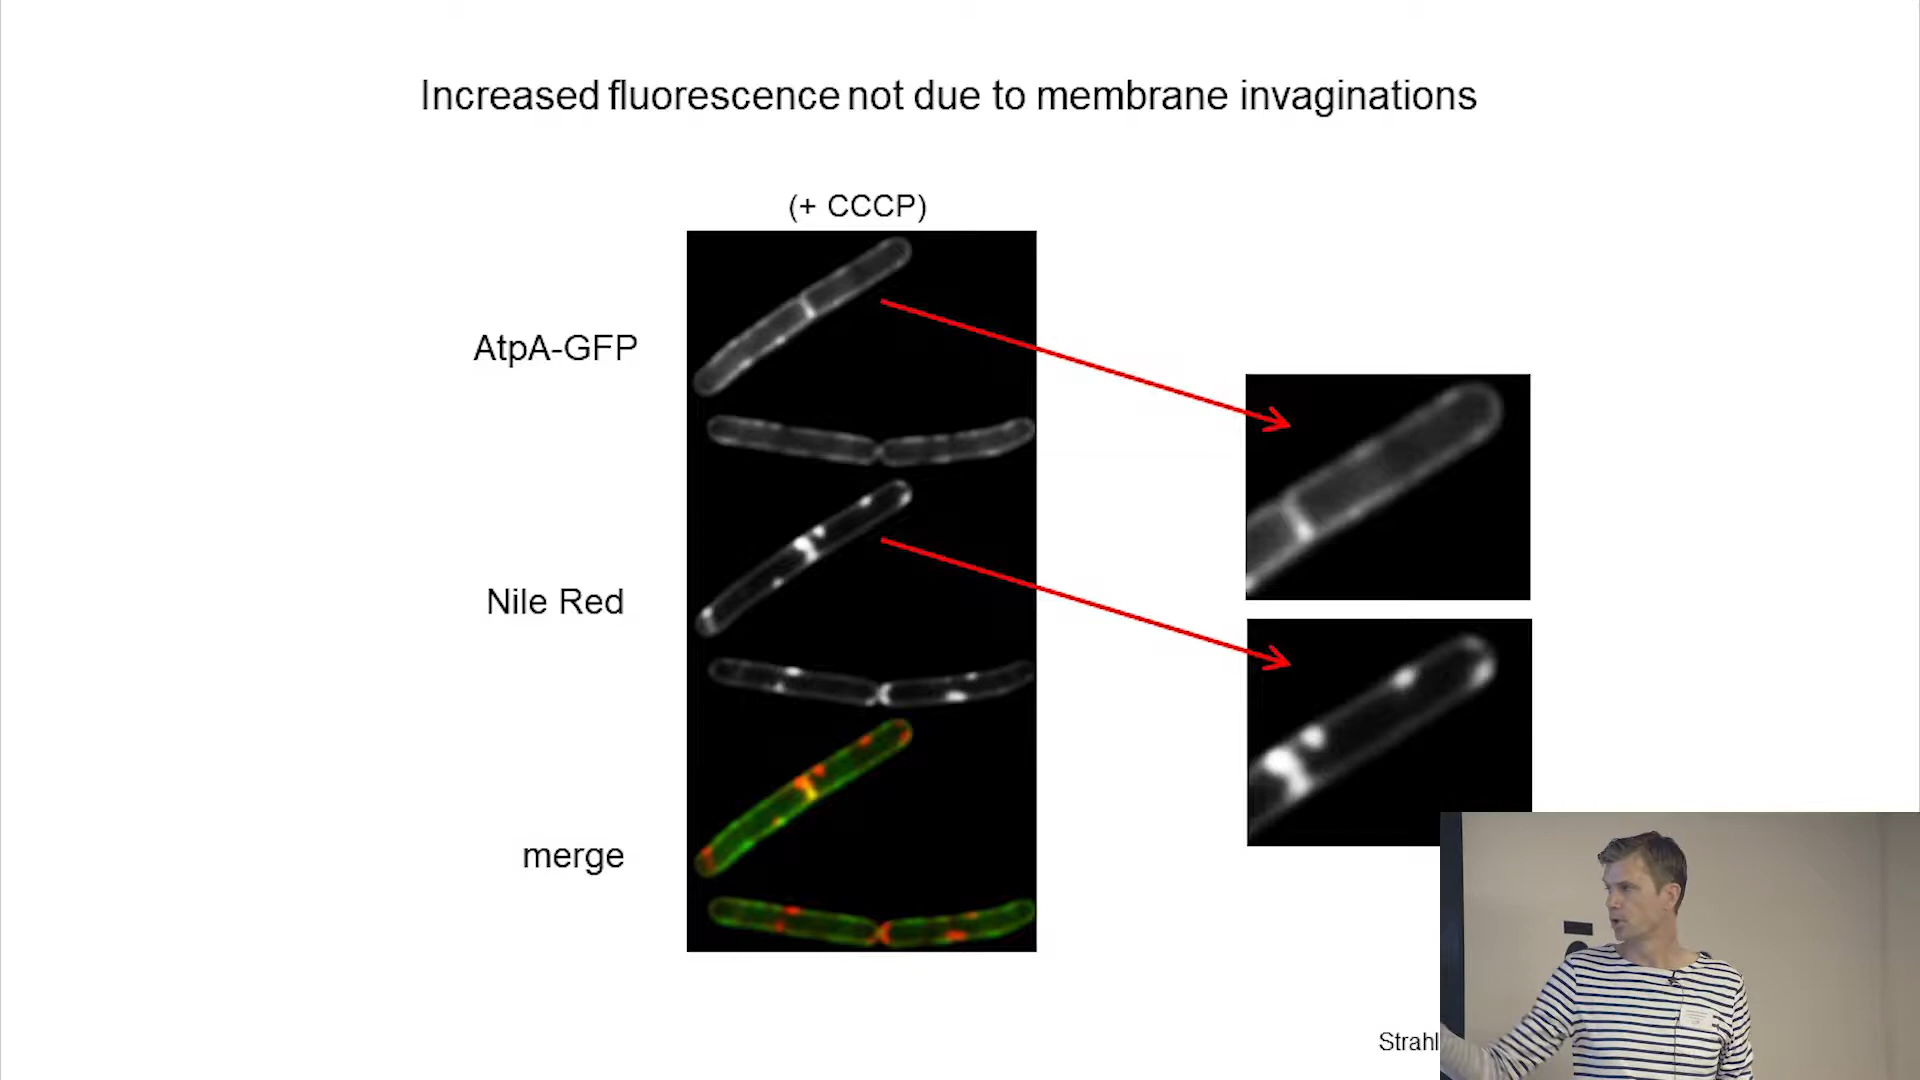 Increased fluorescence not due to membrane invaginations
(+ CCCP)
AtpA-GFP
Nile Red
merge
Strahl